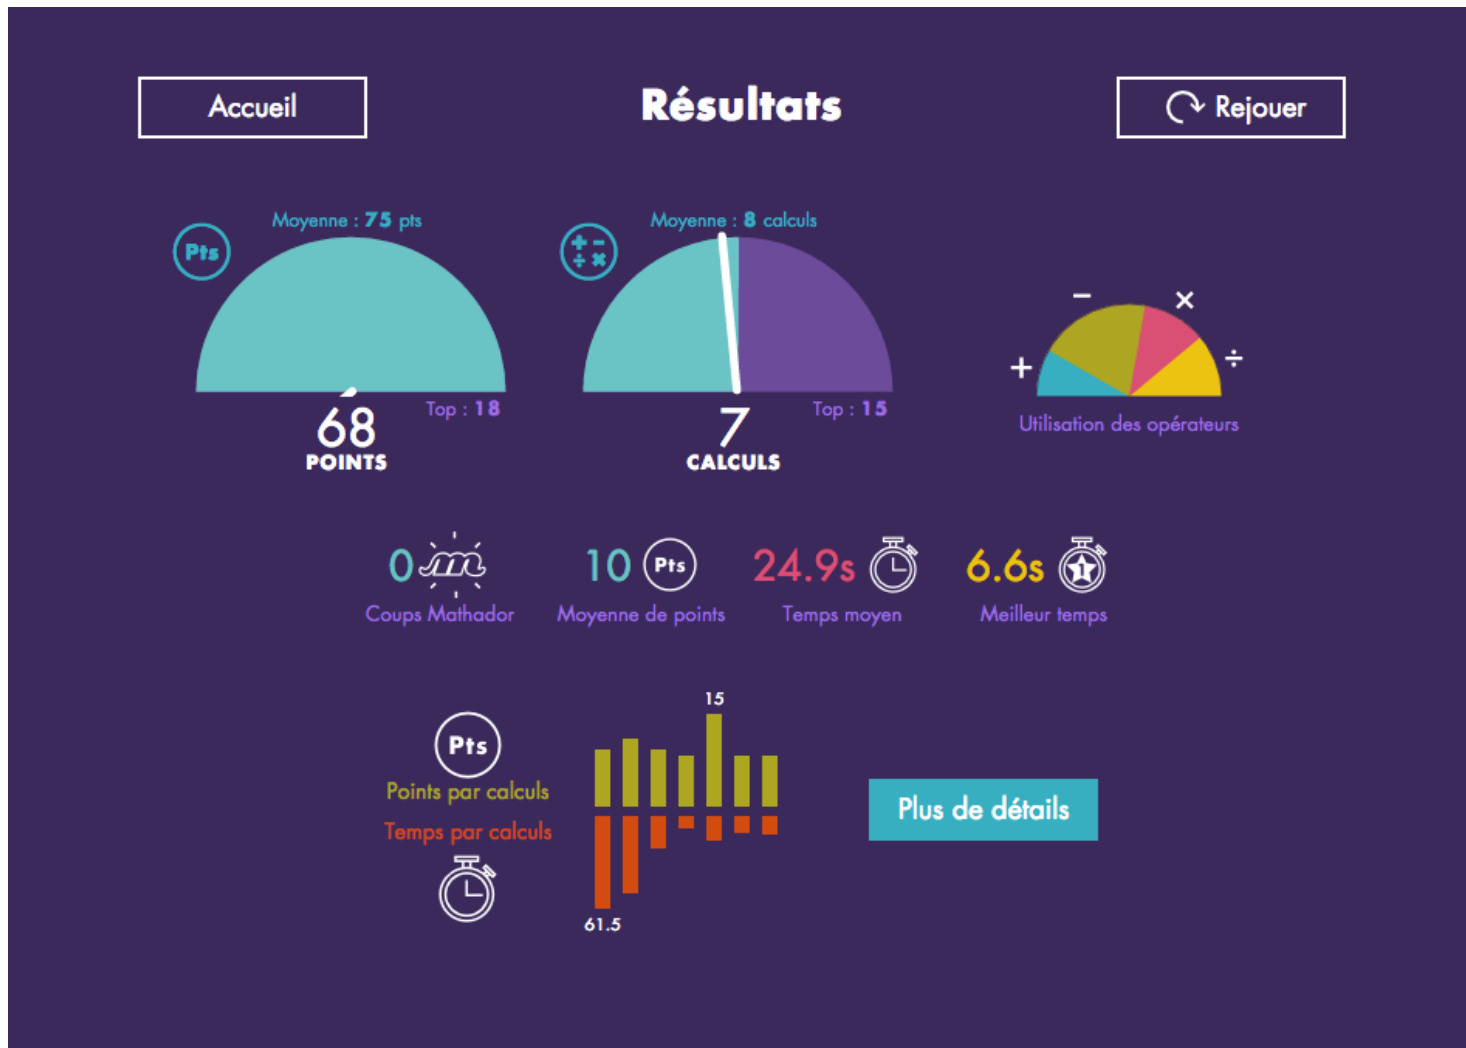 Accueil
Résultats
Rejouer
Pts
Moyenne : 75 pts
Moyenne : 8 calculs
+ −
÷ ×
− ×
+ ÷
Top : 18
68
POINTS
Top : 15
7
CALCULS
Utilisation des opérateurs
0 m
Coups Mathador
10 Pts
Moyenne de points
24.9s
Temps moyen
6.6s 1
Meilleur temps
Pts
Points par calculs
Temps par calculs
15
61.5
Plus de détails